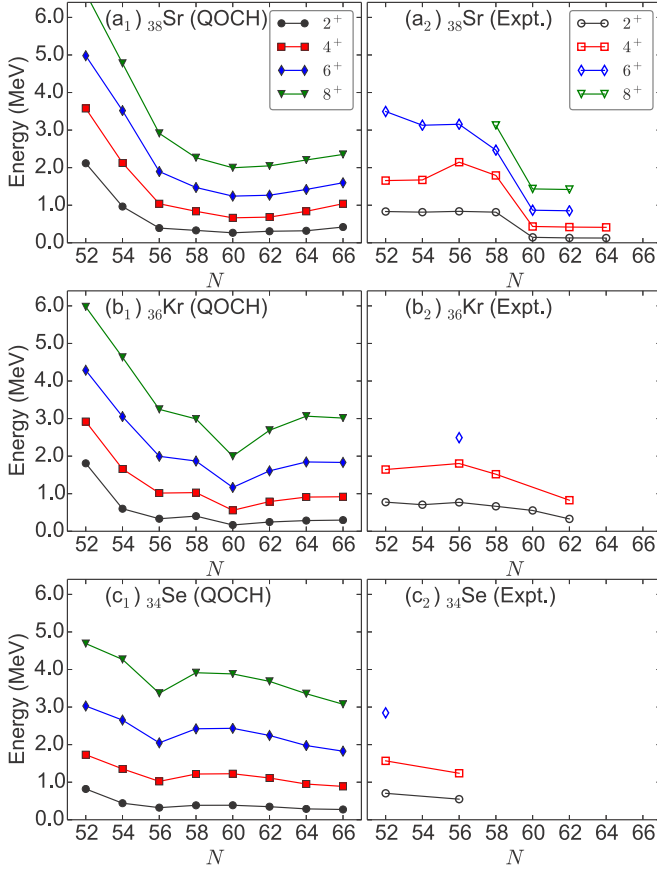 (a₁) ₃₈Sr (QOCH)
2⁺
4⁺
6⁺
8⁺
Energy (MeV)
6.0
5.0
4.0
3.0
2.0
1.0
0.0
52 54 56 58 60 62 64 66
N
(a₂) ₃₈Sr (Expt.)
2⁺
4⁺
6⁺
8⁺
52 54 56 58 60 62 64 66
N
(b₁) ₃₆Kr (QOCH)
Energy (MeV)
6.0
5.0
4.0
3.0
2.0
1.0
0.0
52 54 56 58 60 62 64 66
N
(b₂) ₃₆Kr (Expt.)
52 54 56 58 60 62 64 66
N
(c₁) ₃₄Se (QOCH)
Energy (MeV)
6.0
5.0
4.0
3.0
2.0
1.0
0.0
52 54 56 58 60 62 64 66
N
(c₂) ₃₄Se (Expt.)
52 54 56 58 60 62 64 66
N